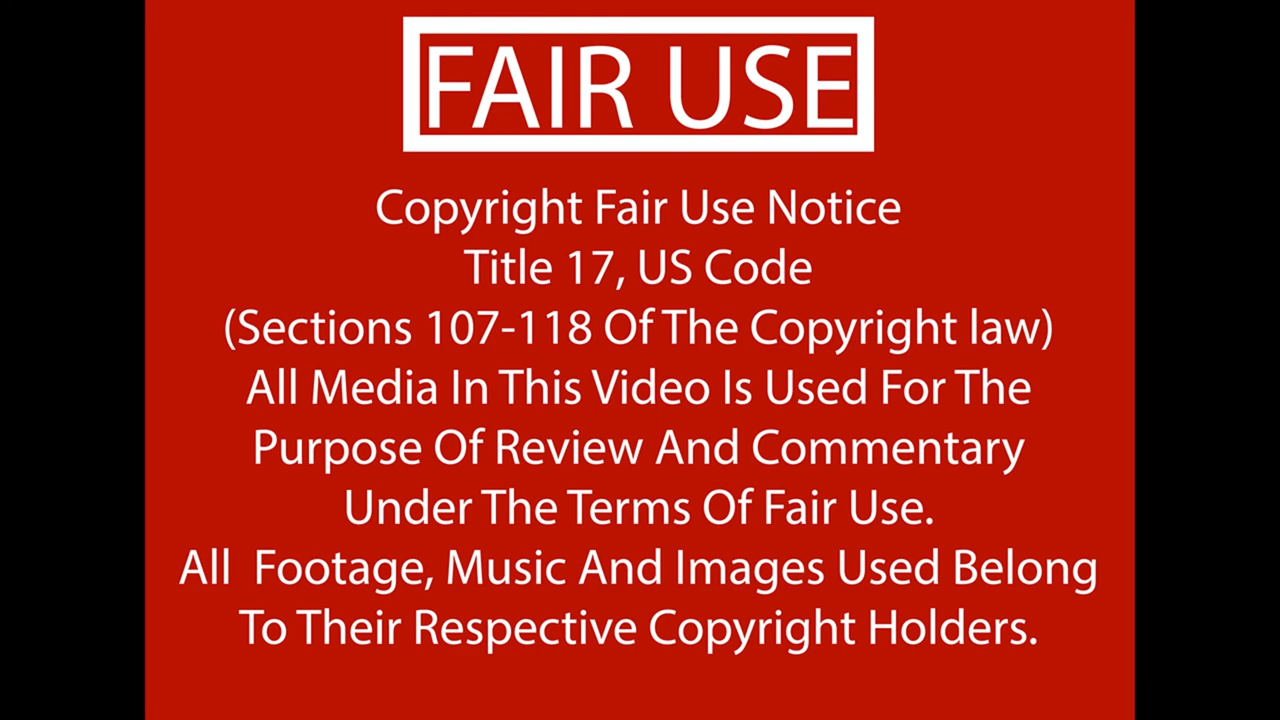 FAIR USE
Copyright Fair Use Notice
Title 17, US Code
(Sections 107-118 Of The Copyright law)
All Media In This Video Is Used For The
Purpose Of Review And Commentary
Under The Terms Of Fair Use.
All  Footage, Music And Images Used Belong
To Their Respective Copyright Holders.